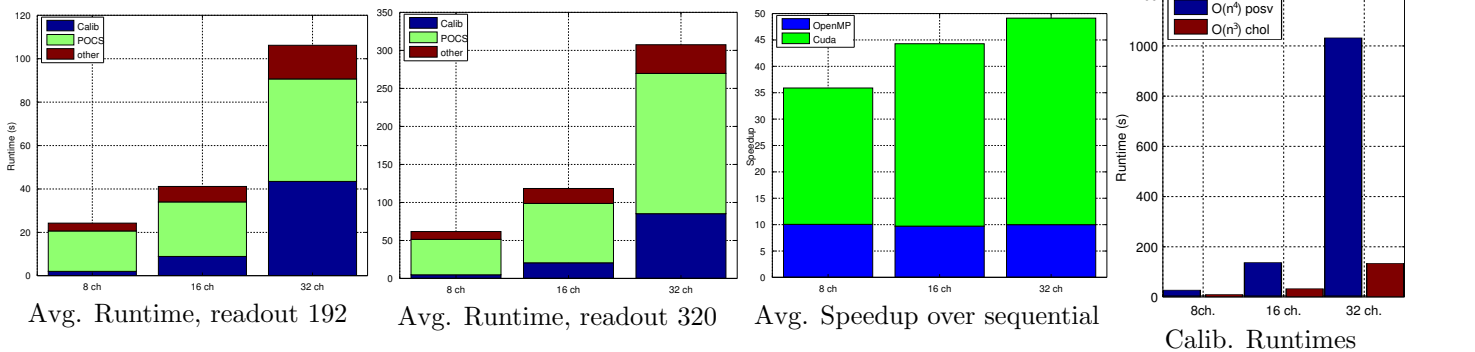 120
100
80
60
40
20
0
Runtime (s)
Calib
POCS
other
8 ch
16 ch
32 ch
Avg. Runtime, readout 192
350
300
250
200
150
100
50
0
Calib
POCS
other
8 ch
16 ch
32 ch
Avg. Runtime, readout 320
50
45
40
35
30
25
20
15
10
5
0
Speedup
OpenMP
Cuda
8 ch
16 ch
32 ch
Avg. Speedup over sequential
1000
800
600
400
200
0
Runtime (s)
O(n⁴) posv
O(n³) chol
8ch.
16 ch.
32 ch.
Calib. Runtimes